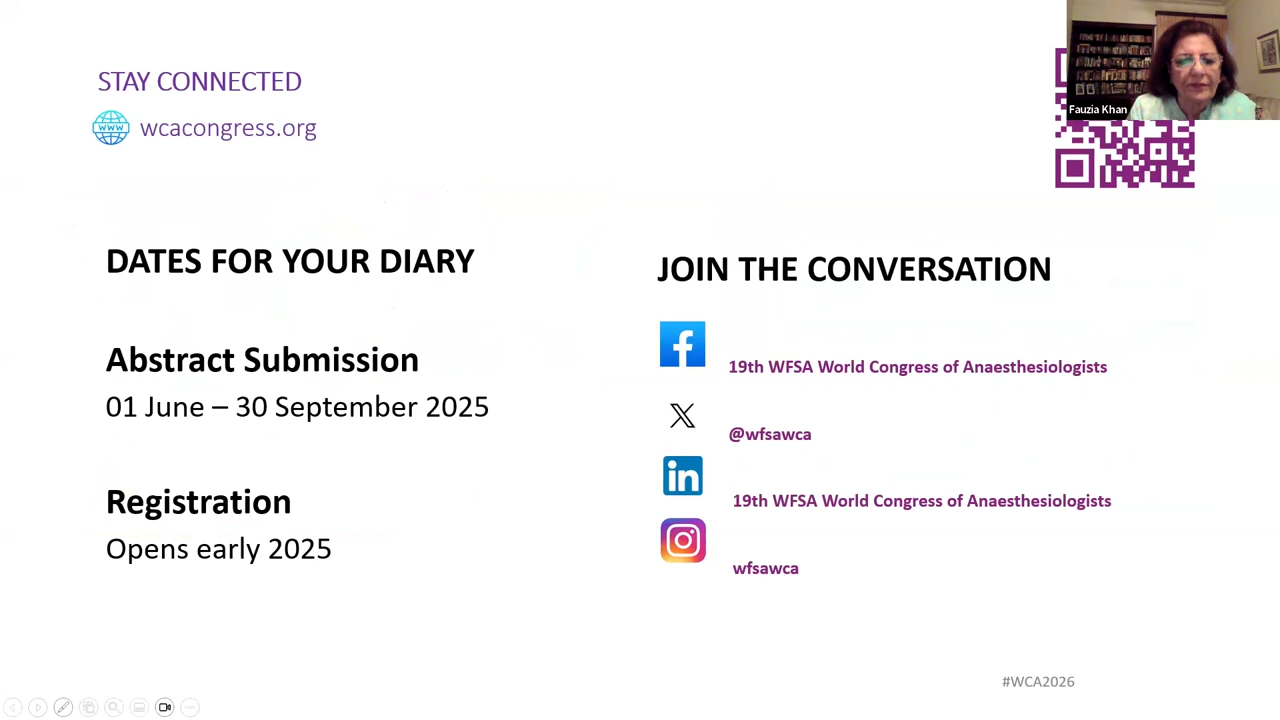 STAY CONNECTED
www
wcacongress.org
Fauzia Khan
DATES FOR YOUR DIARY
Abstract Submission
01 June – 30 September 2025
Registration
Opens early 2025
JOIN THE CONVERSATION
19th WFSA World Congress of Anaesthesiologists
@wfsawca
19th WFSA World Congress of Anaesthesiologists
wfsawca
#WCA2026